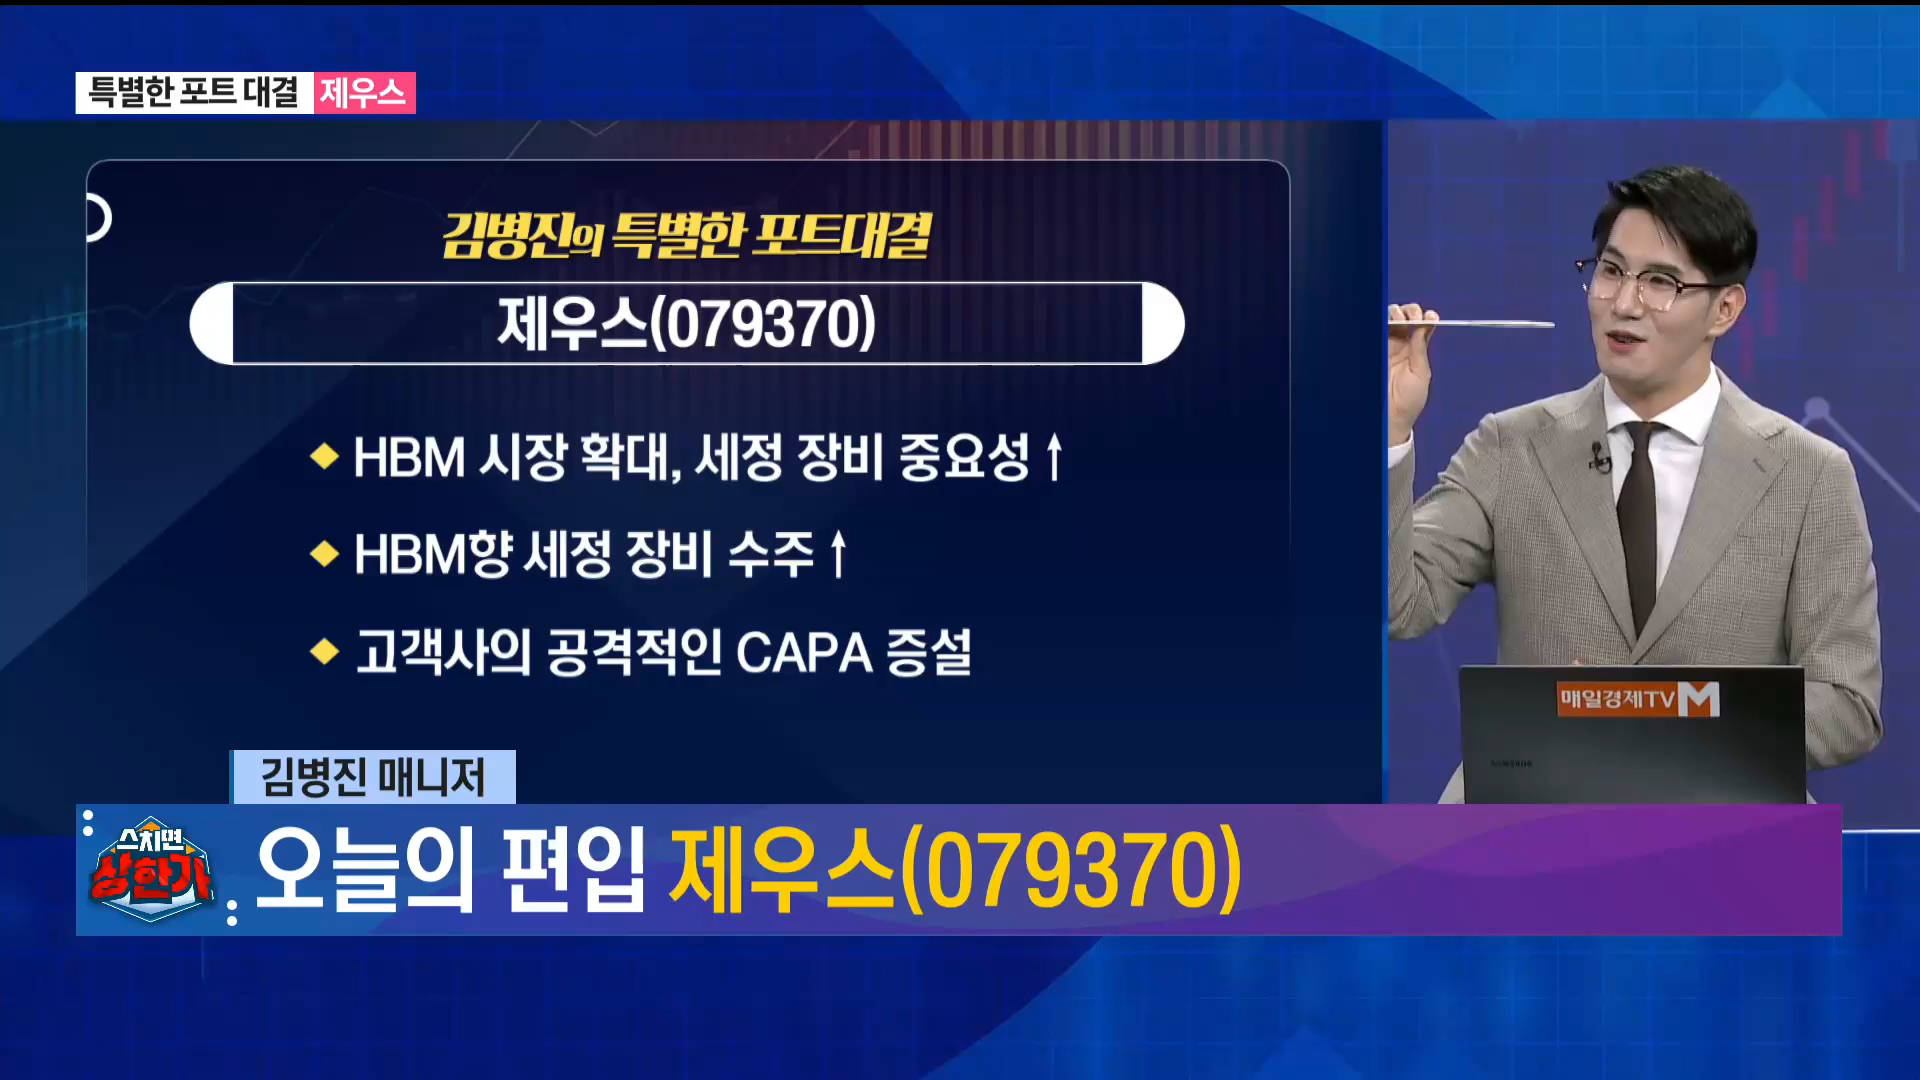 특별한 포트 대결 제우스
김병진의 특별한 포트대결
제우스(079370)
◆ HBM 시장 확대, 세정 장비 중요성↑
◆ HBM향 세정 장비 수주↑
◆ 고객사의 공격적인 CAPA 증설
매일경제TV M
SAMSUNG
김병진 매니저
스치면
상한가
오늘의 편입 제우스(079370)